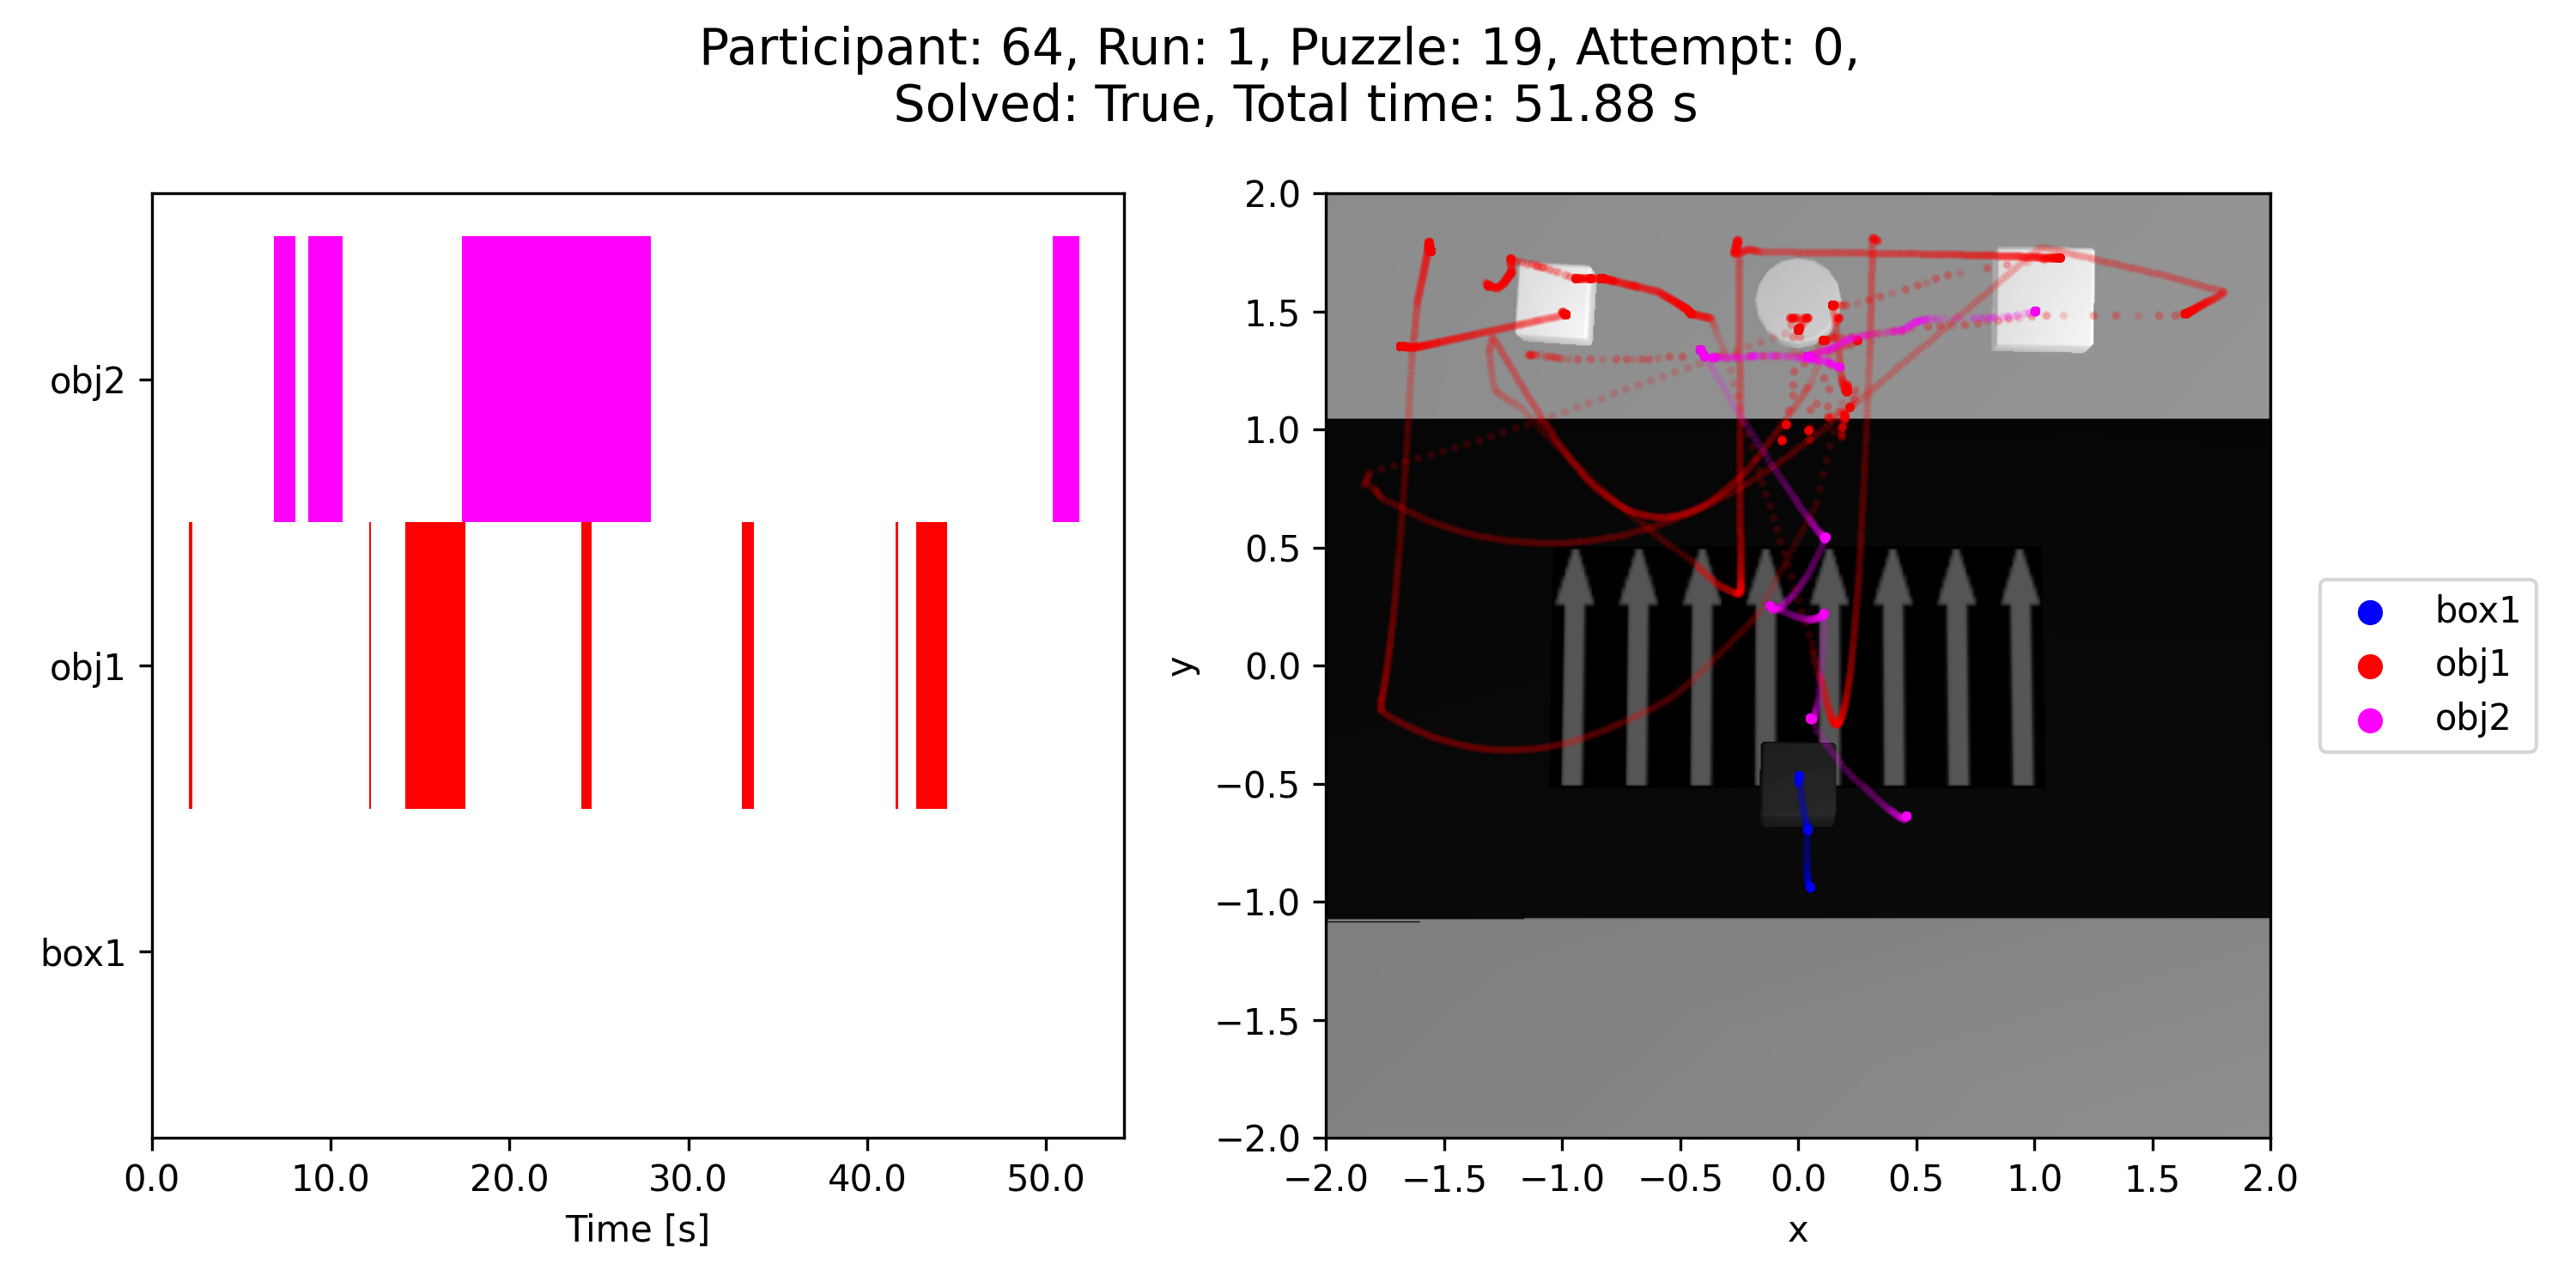 Participant: 64, Run: 1, Puzzle: 19, Attempt: 0,
Solved: True, Total time: 51.88 s
obj2
obj1
box1
0.0 10.0 20.0 30.0 40.0 50.0
Time [s]
2.0
1.5
1.0
0.5
0.0
−0.5
−1.0
−1.5
−2.0
y
−2.0 −1.5 −1.0 −0.5 0.0 0.5 1.0 1.5 2.0
x
box1
obj1
obj2